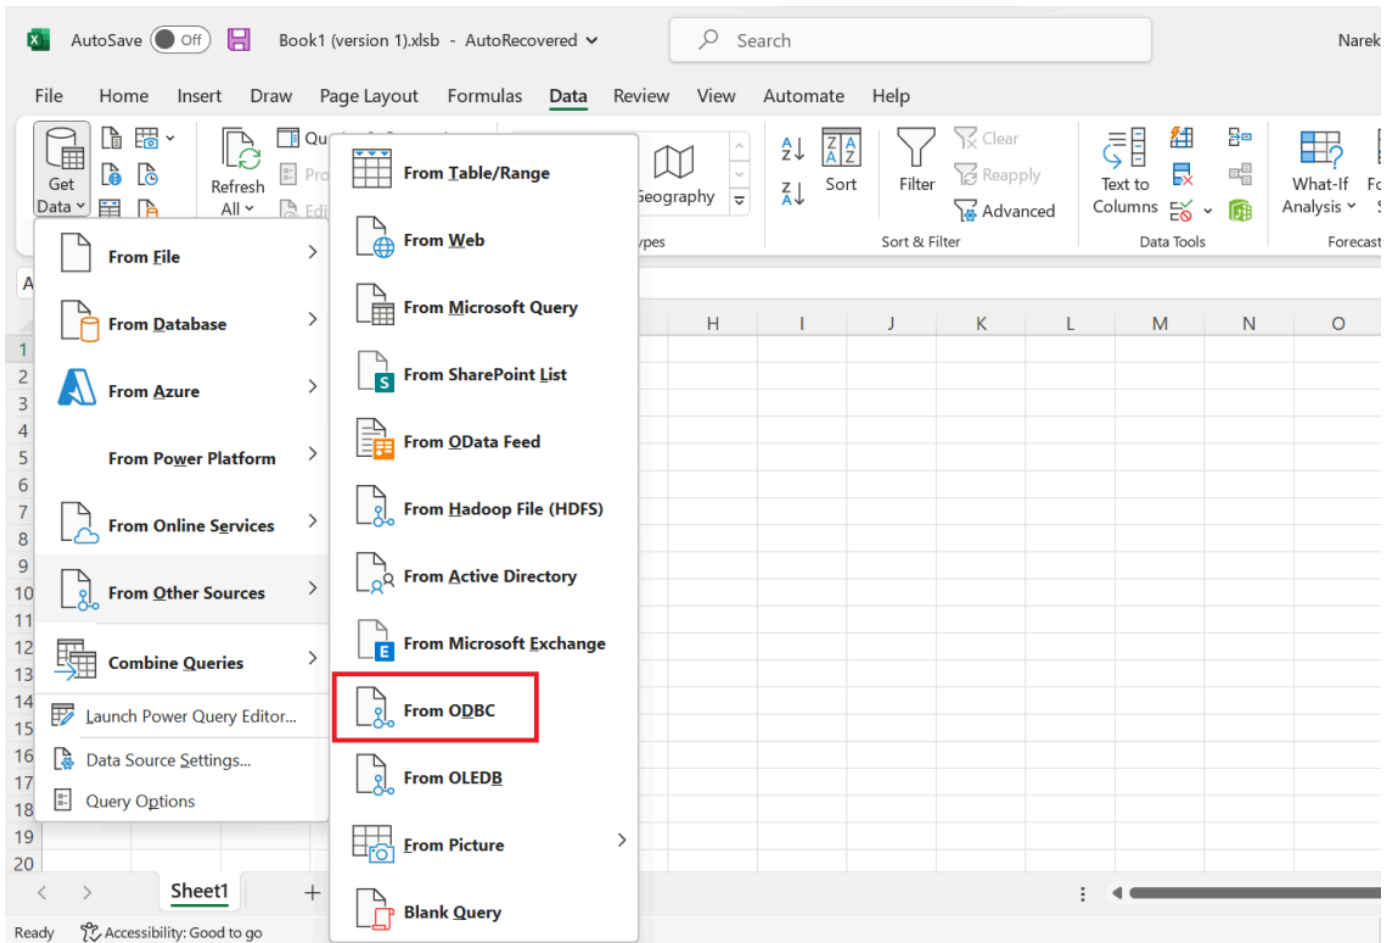 AutoSave Off Book1 (version 1).xlsb - AutoRecovered Search Narek
File Home Insert Draw Page Layout Formulas Data Review View Automate Help
Get Data
Refresh All
Geography
Sort
Filter
Clear
Reapply
Advanced
Text to Columns
What-If Analysis
Sort & Filter
Data Tools
Forecast
From File
From Database
From Azure
From Power Platform
From Online Services
From Other Sources
Combine Queries
Launch Power Query Editor...
Data Source Settings...
Query Options
From Table/Range
From Web
From Microsoft Query
From SharePoint List
From OData Feed
From Hadoop File (HDFS)
From Active Directory
From Microsoft Exchange
From ODBC
From OLEDB
From Picture
Blank Query
H I J K L M N O
1
2
3
4
5
6
7
8
9
10
11
12
13
14
15
16
17
18
19
20
Sheet1
Ready Accessibility: Good to go